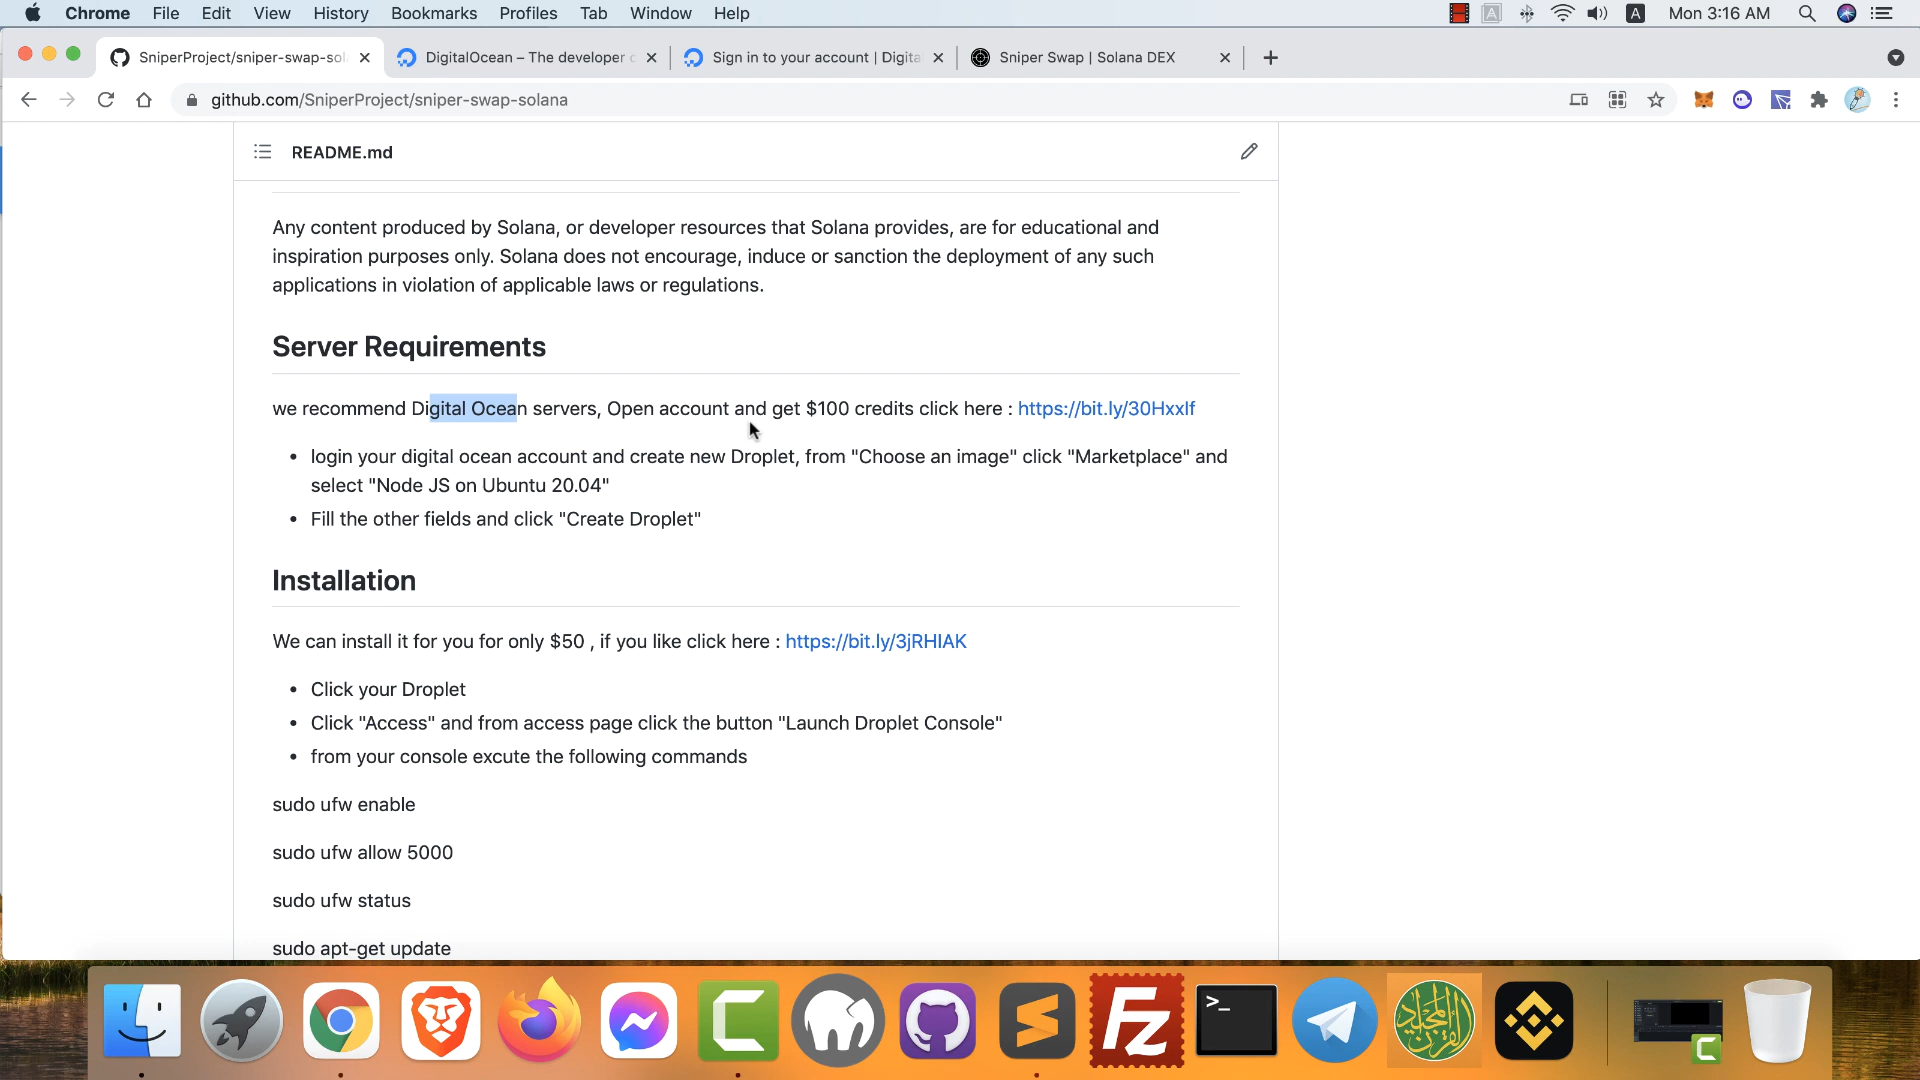 Chrome File Edit View History Bookmarks Profiles Tab Window Help A A Mon 3:16 AM
SniperProject/sniper-swap-sol DigitalOcean – The developer c Sign in to your account | Digita Sniper Swap | Solana DEX
github.com/SniperProject/sniper-swap-solana
README.md
Any content produced by Solana, or developer resources that Solana provides, are for educational and
inspiration purposes only. Solana does not encourage, induce or sanction the deployment of any such
applications in violation of applicable laws or regulations.
Server Requirements
we recommend Digital Ocean servers, Open account and get $100 credits click here : https://bit.ly/30HxxIf
• login your digital ocean account and create new Droplet, from "Choose an image" click "Marketplace" and
select "Node JS on Ubuntu 20.04"
• Fill the other fields and click "Create Droplet"
Installation
We can install it for you for only $50 , if you like click here : https://bit.ly/3jRHIAK
• Click your Droplet
• Click "Access" and from access page click the button "Launch Droplet Console"
• from your console excute the following commands
sudo ufw enable
sudo ufw allow 5000
sudo ufw status
sudo apt-get update